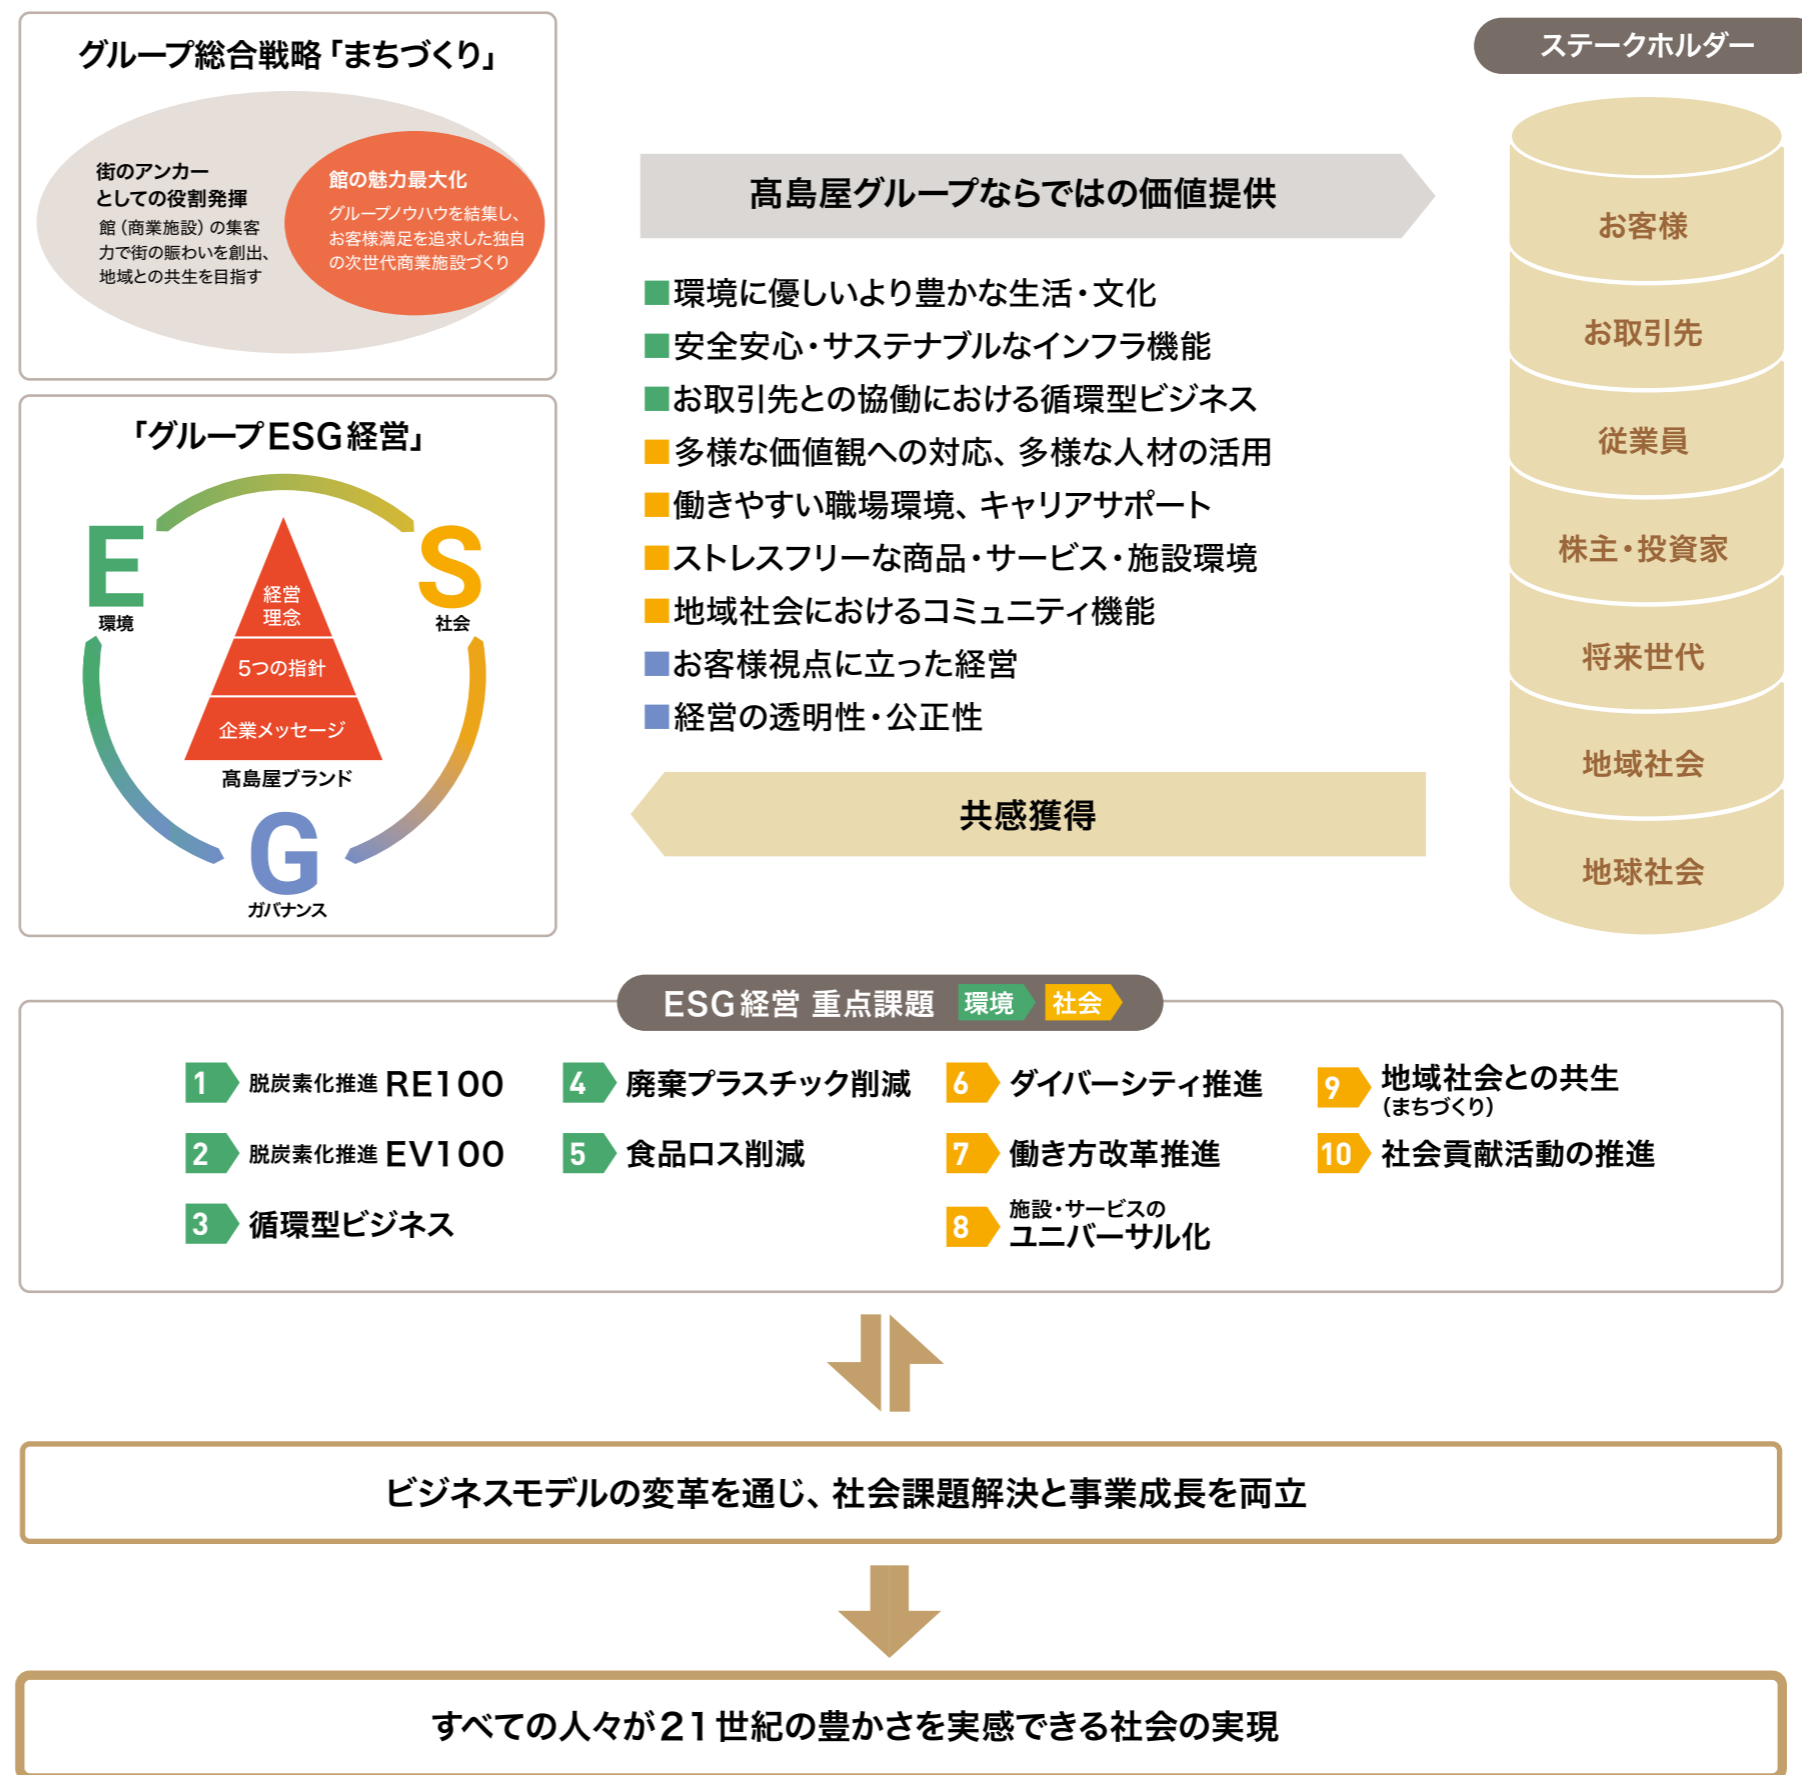 グループ総合戦略「まちづくり」
街のアンカー
としての役割発揮
館（商業施設）の集客
力で街の賑わいを創出、
地域との共生を目指す
館の魅力最大化
グループノウハウを結集し、
お客様満足を追求した独自
の次世代商業施設づくり
「グループESG経営」
E
環境
S
社会
経営
理念
5つの指針
企業メッセージ
髙島屋ブランド
G
ガバナンス
髙島屋グループならではの価値提供
■環境に優しいより豊かな生活・文化
■安全安心・サステナブルなインフラ機能
■お取引先との協働における循環型ビジネス
■多様な価値観への対応、多様な人材の活用
■働きやすい職場環境、キャリアサポート
■ストレスフリーな商品・サービス・施設環境
■地域社会におけるコミュニティ機能
■お客様視点に立った経営
■経営の透明性・公正性
共感獲得
ステークホルダー
お客様
お取引先
従業員
株主・投資家
将来世代
地域社会
地球社会
ESG経営 重点課題 環境 社会
1 脱炭素化推進 RE100
2 脱炭素化推進 EV100
3 循環型ビジネス
4 廃棄プラスチック削減
5 食品ロス削減
6 ダイバーシティ推進
7 働き方改革推進
8 施設・サービスの
ユニバーサル化
9 地域社会との共生
（まちづくり）
10 社会貢献活動の推進
ビジネスモデルの変革を通じ、社会課題解決と事業成長を両立
すべての人々が21世紀の豊かさを実感できる社会の実現